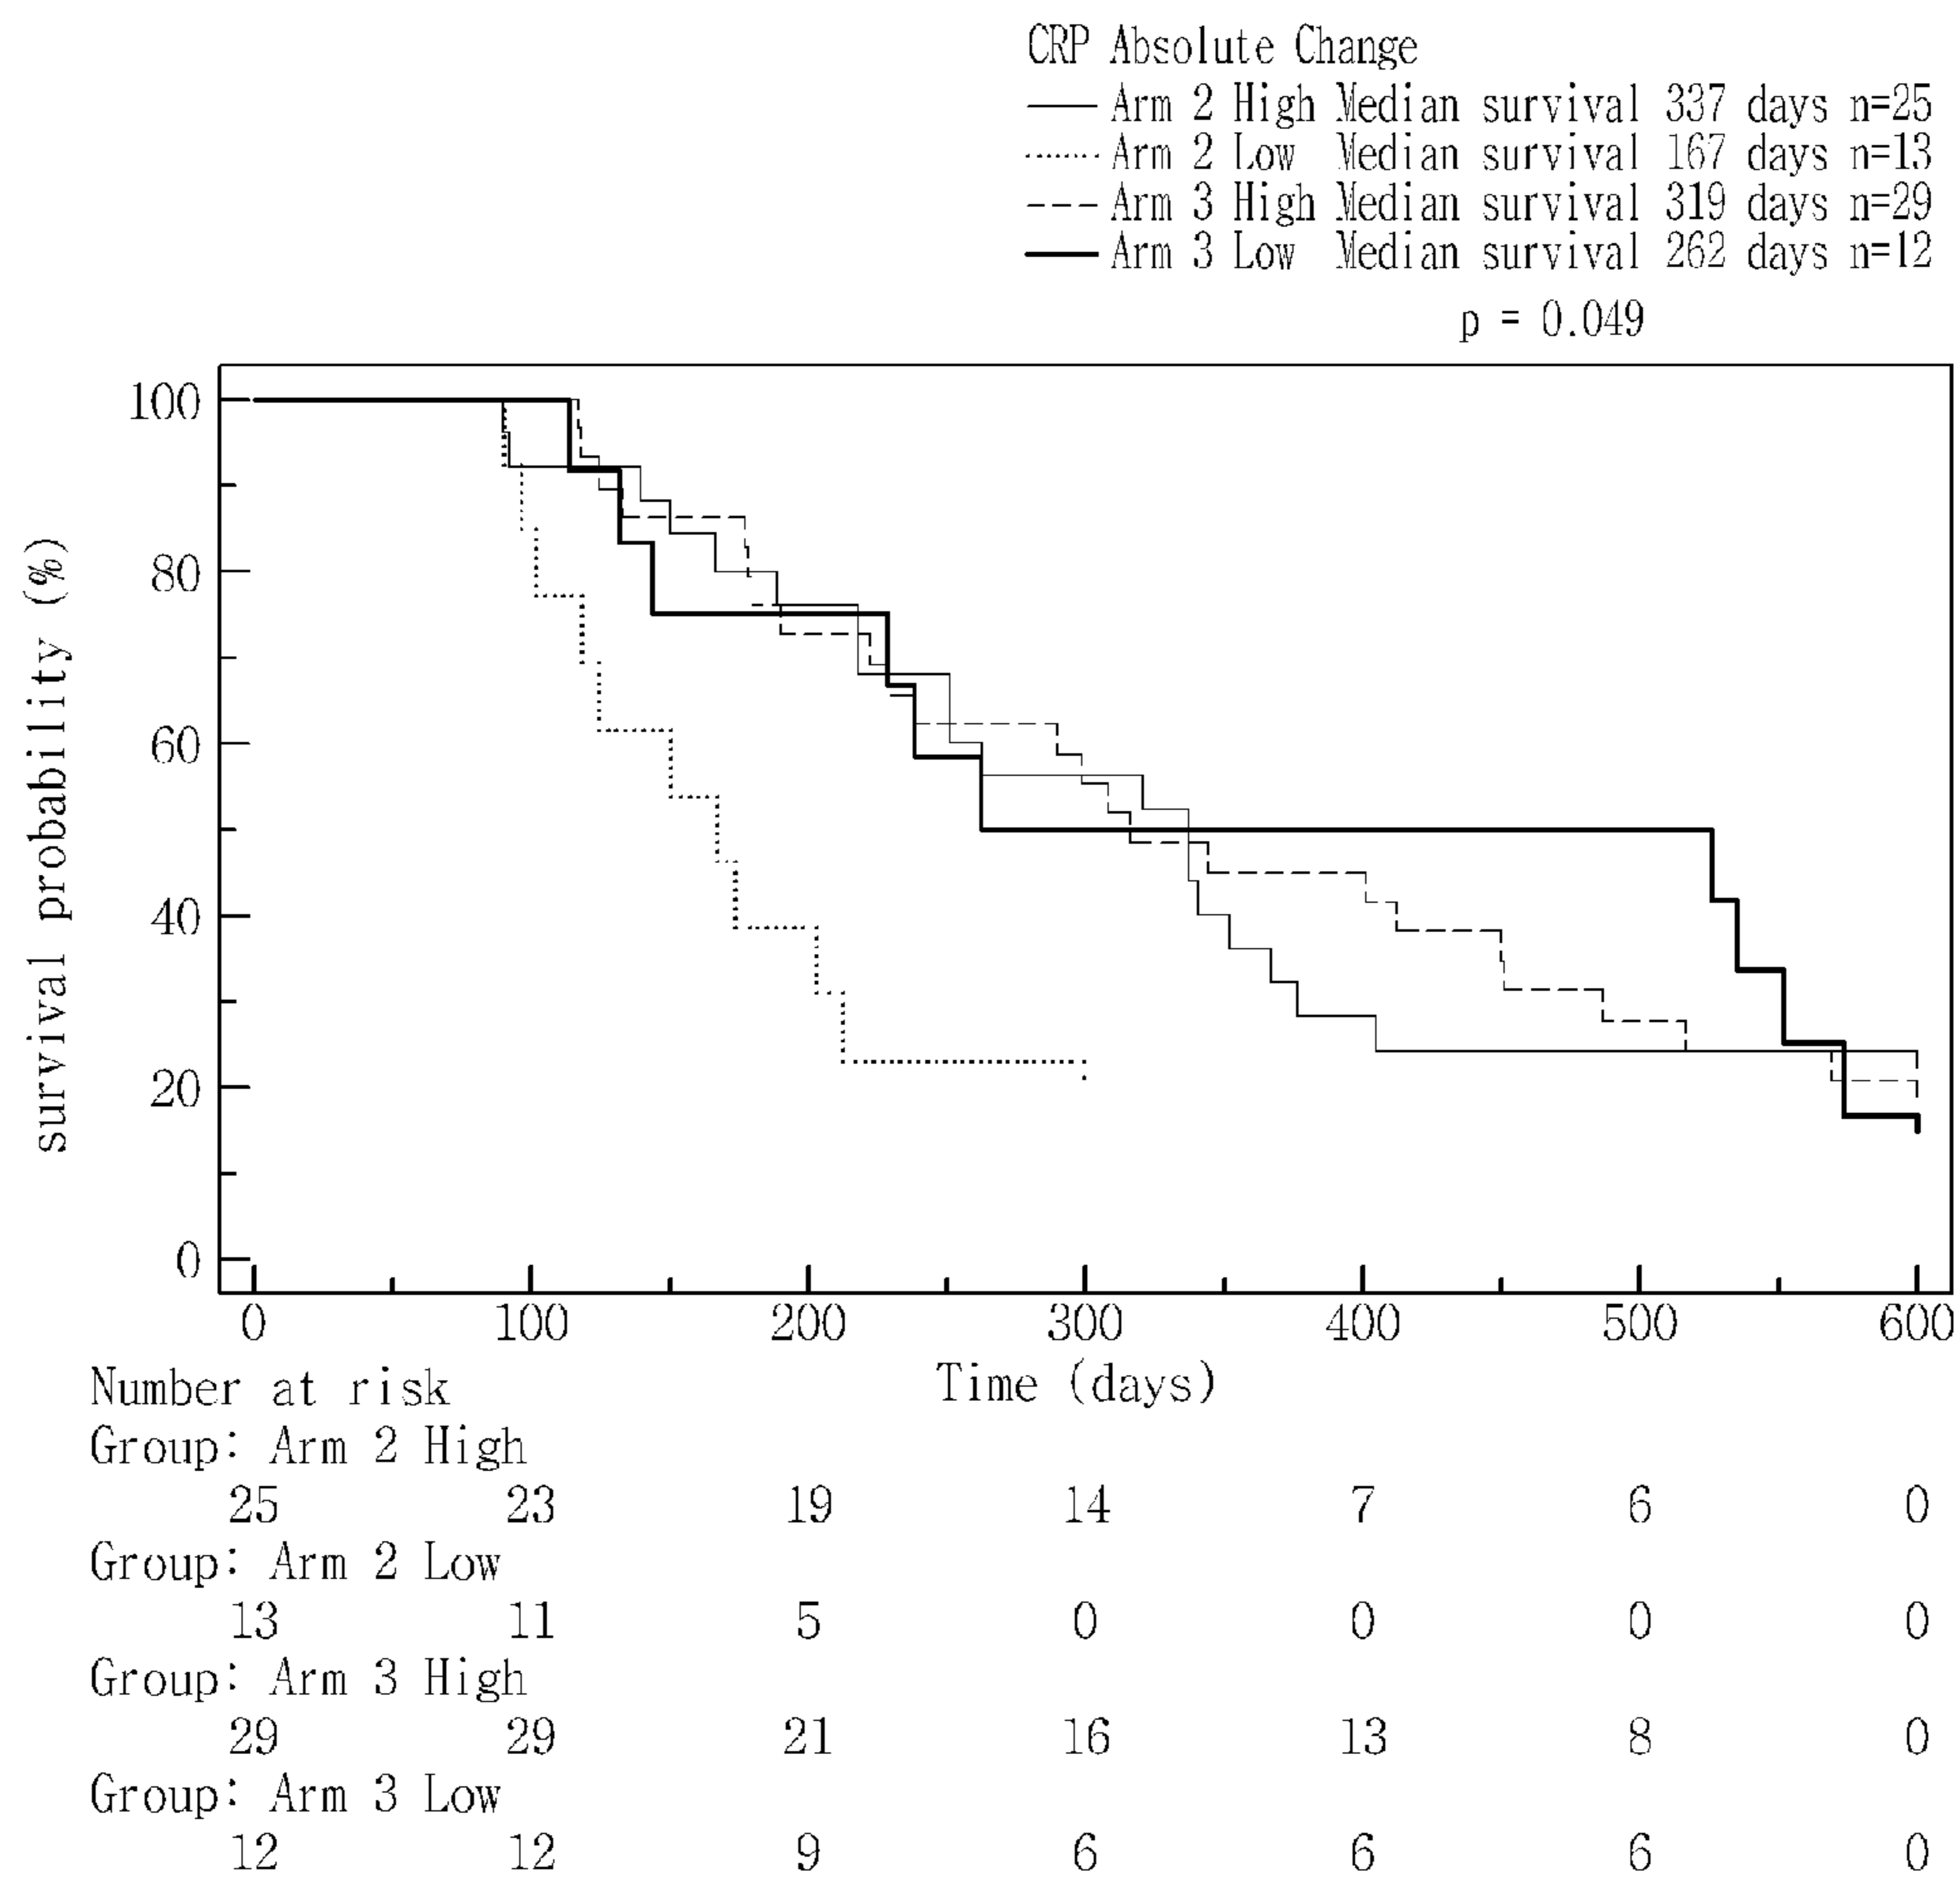 CRP Absolute Change
Arm 2 High Median survival 337 days n=25
Arm 2 Low Median survival 167 days n=13
Arm 3 High Median survival 319 days n=29
Arm 3 Low Median survival 262 days n=12
p = 0.049
survival probability (%)
100
80
60
40
20
0
0 100 200 300 400 500 600
Time (days)
Number at risk
Group: Arm 2 High
25 23 19 14 7 6 0
Group: Arm 2 Low
13 11 5 0 0 0 0
Group: Arm 3 High
29 29 21 16 13 8 0
Group: Arm 3 Low
12 12 9 6 6 6 0